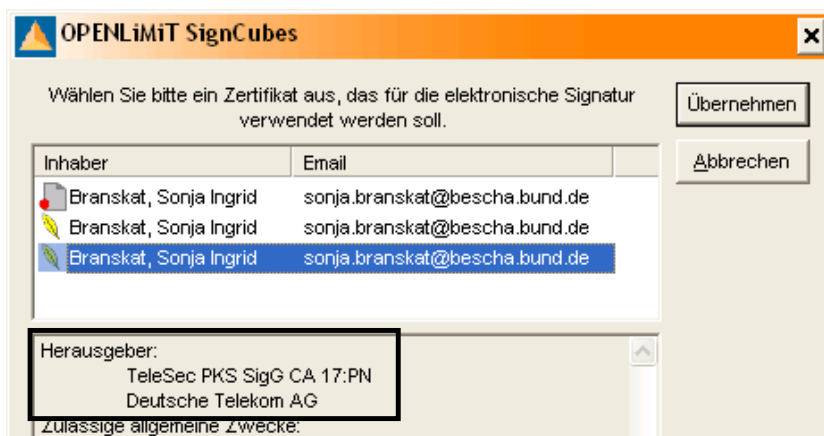 OPENLiMiT SignCubes
Wählen Sie bitte ein Zertifikat aus, das für die elektronische Signatur
verwendet werden soll.
Übernehmen
Abbrechen
Inhaber Email
Branskat, Sonja Ingrid sonja.branskat@bescha.bund.de
Branskat, Sonja Ingrid sonja.branskat@bescha.bund.de
Branskat, Sonja Ingrid sonja.branskat@bescha.bund.de
Herausgeber:
TeleSec PKS SigG CA 17:PN
Deutsche Telekom AG
Zulässige allgemeine Zwecke: